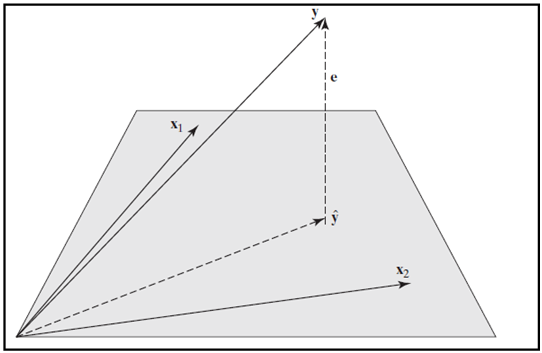 y
e
x₁
ŷ
x₂